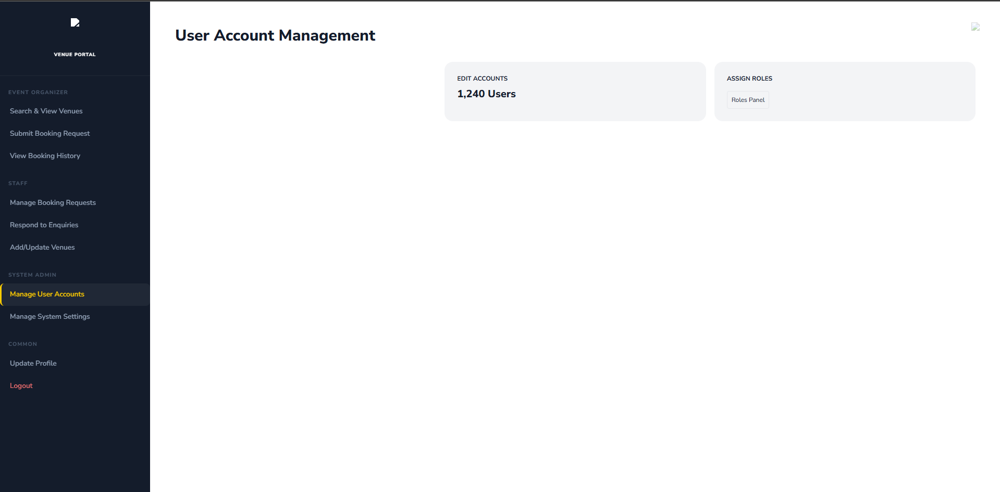 VENUE PORTAL
EVENT ORGANIZER
Search & View Venues
Submit Booking Request
View Booking History
STAFF
Manage Booking Requests
Respond to Enquiries
Add/Update Venues
SYSTEM ADMIN
Manage User Accounts
Manage System Settings
COMMON
Update Profile
Logout
User Account Management
EDIT ACCOUNTS
1,240 Users
ASSIGN ROLES
Roles Panel